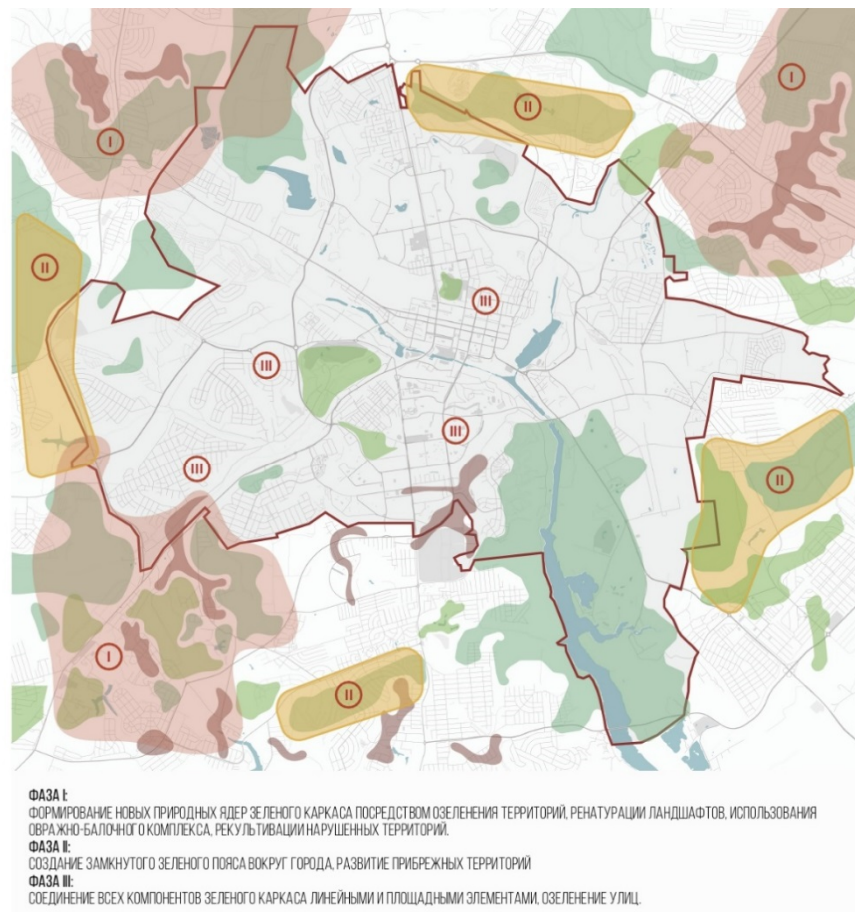 I
II
I
II
III
III
III
III
II
I
II
ФАЗА I:
ФОРМИРОВАНИЕ НОВЫХ ПРИРОДНЫХ ЯДЕР ЗЕЛЕНОГО КАРКАСА ПОСРЕДСТВОМ ОЗЕЛЕНЕНИЯ ТЕРРИТОРИЙ, РЕНАТУРАЦИИ ЛАНДШАФТОВ, ИСПОЛЬЗОВАНИЯ
ОВРАЖНО-БАЛОЧНОГО КОМПЛЕКСА, РЕКУЛЬТИВАЦИИ НАРУШЕННЫХ ТЕРРИТОРИЙ.
ФАЗА II:
СОЗДАНИЕ ЗАМКНУТОГО ЗЕЛЕНОГО ПОЯСА ВОКРУГ ГОРОДА, РАЗВИТИЕ ПРИБРЕЖНЫХ ТЕРРИТОРИЙ
ФАЗА III:
СОЕДИНЕНИЕ ВСЕХ КОМПОНЕНТОВ ЗЕЛЕНОГО КАРКАСА ЛИНЕЙНЫМИ И ПЛОЩАДНЫМИ ЭЛЕМЕНТАМИ, ОЗЕЛЕНЕНИЕ УЛИЦ.